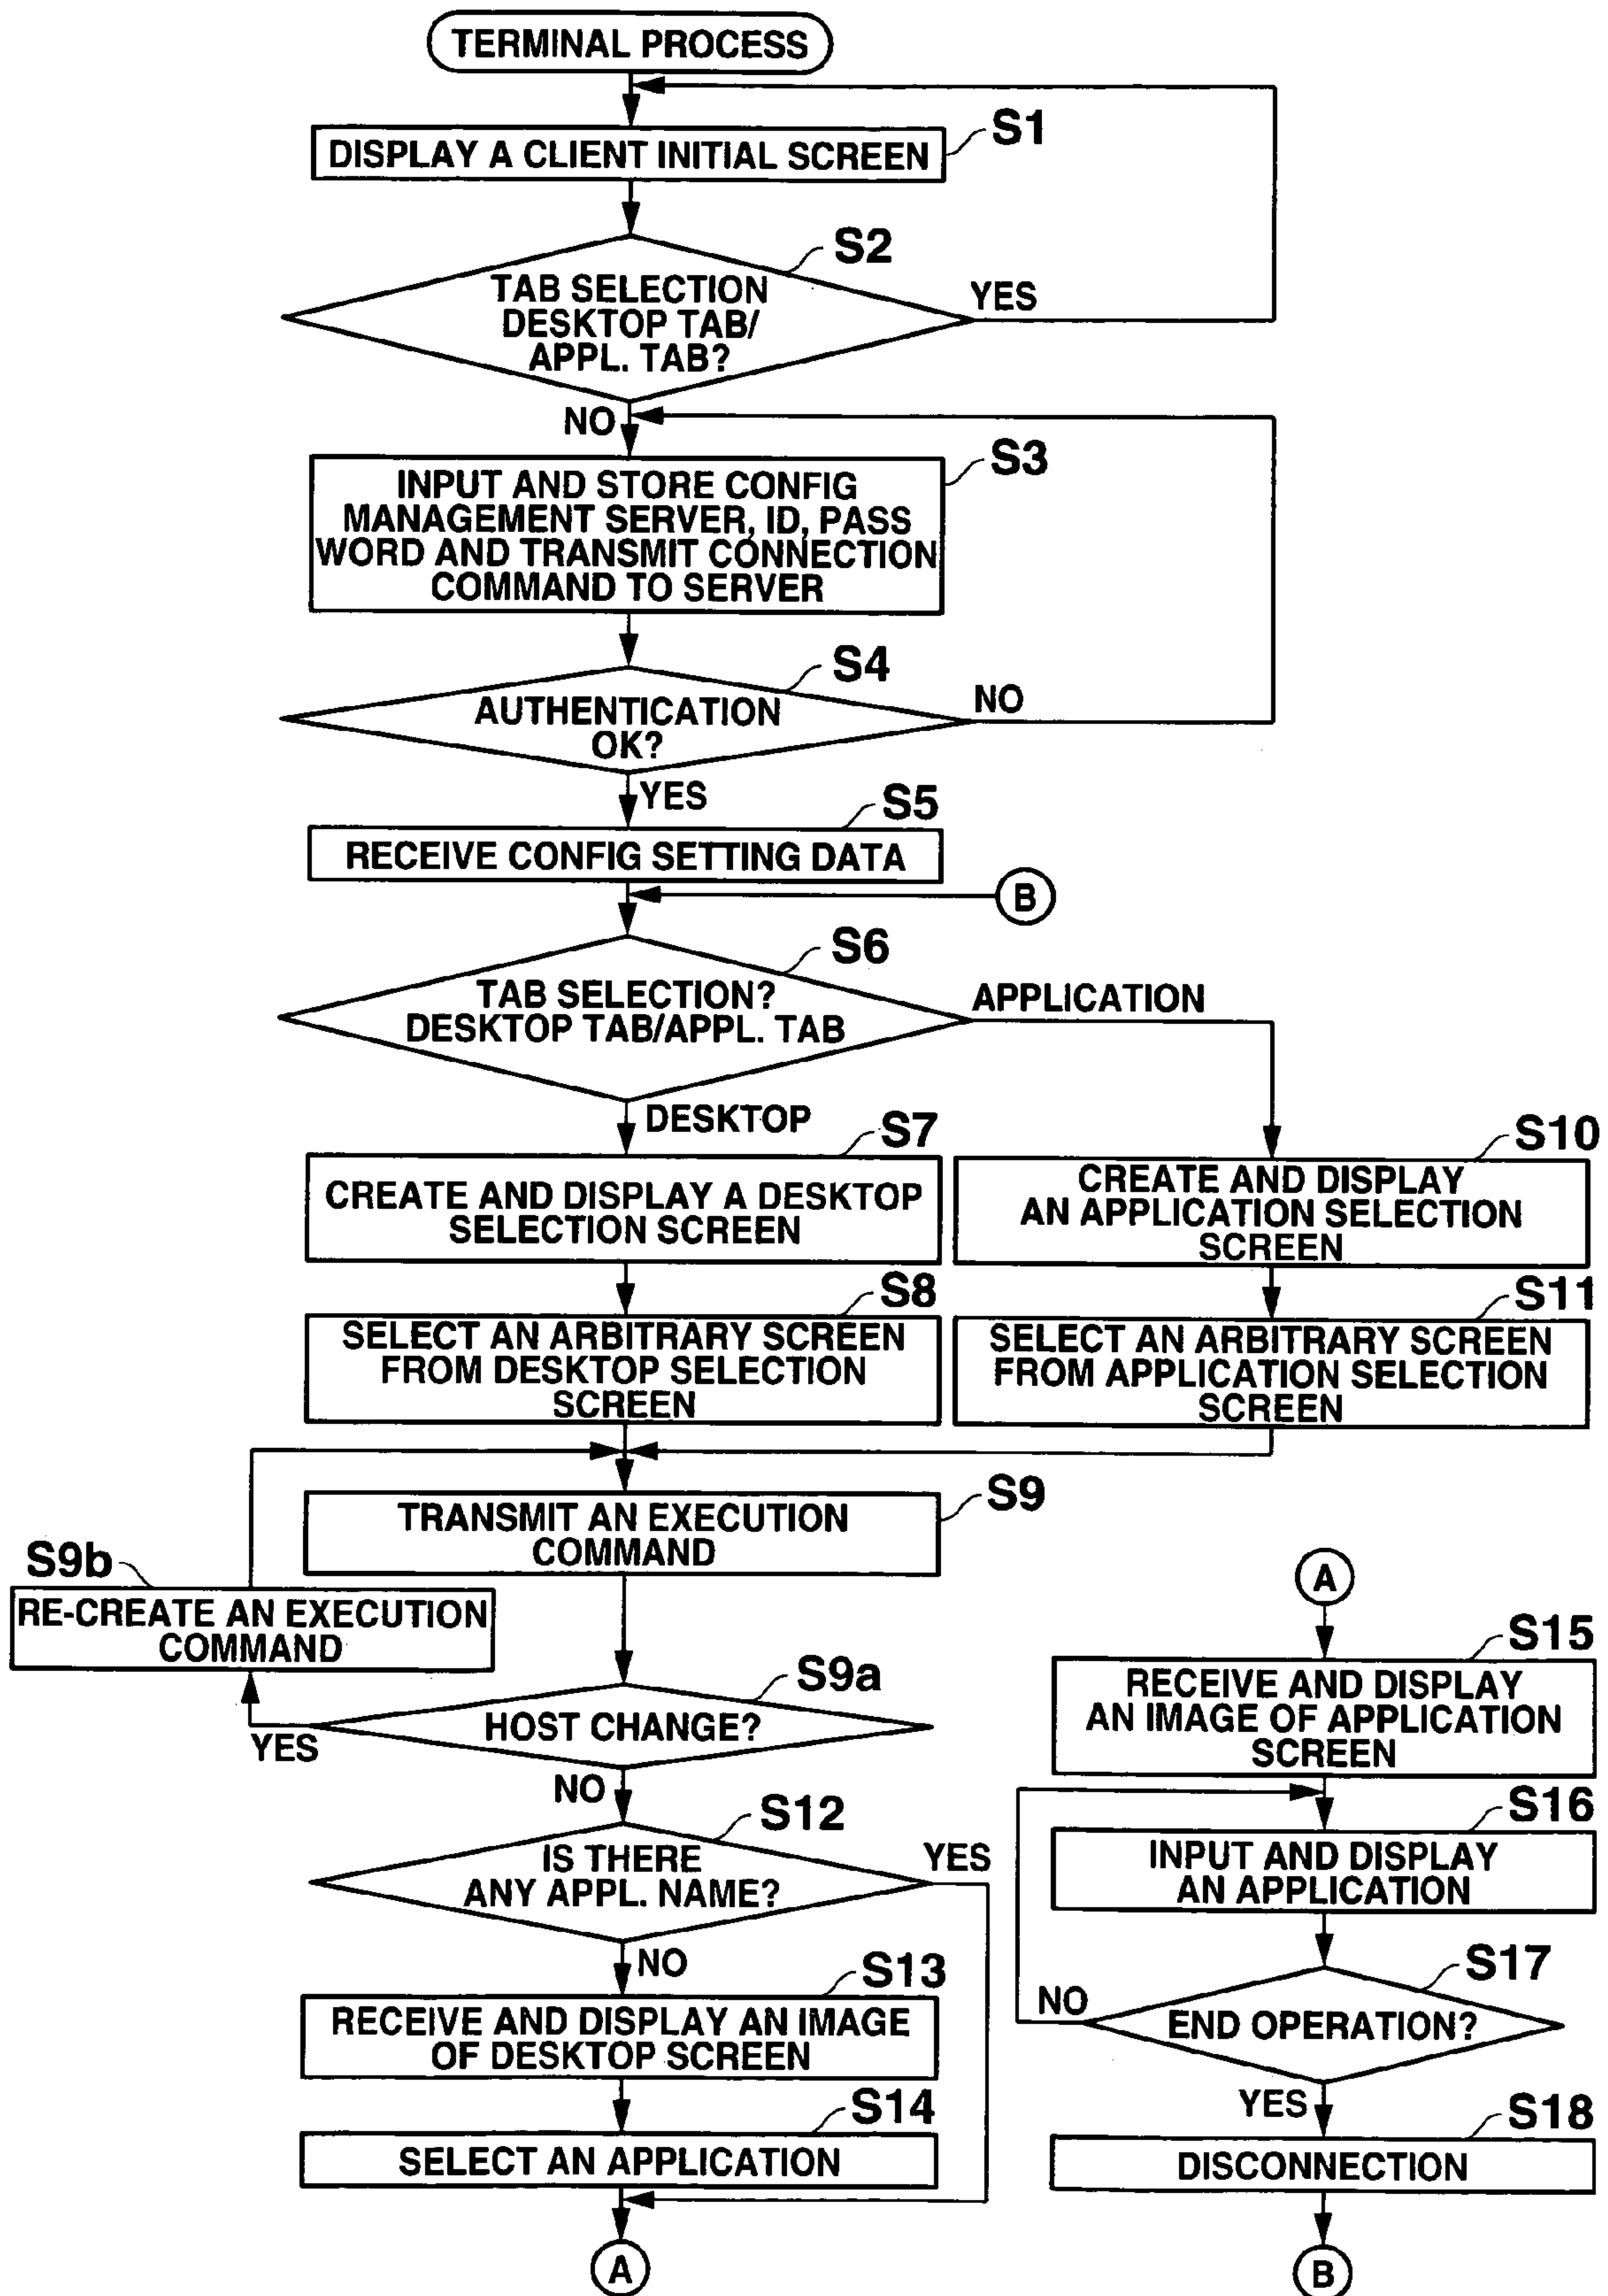 TERMINAL PROCESS
S1
DISPLAY A CLIENT INITIAL SCREEN
S2
TAB SELECTION
DESKTOP TAB/
APPL. TAB?
YES
NO
S3
INPUT AND STORE CONFIG
MANAGEMENT SERVER, ID, PASS
WORD AND TRANSMIT CONNECTION
COMMAND TO SERVER
S4
AUTHENTICATION
OK?
NO
YES
S5
RECEIVE CONFIG SETTING DATA
B
S6
TAB SELECTION?
DESKTOP TAB/APPL. TAB
APPLICATION
DESKTOP
S7
CREATE AND DISPLAY A DESKTOP
SELECTION SCREEN
S10
CREATE AND DISPLAY
AN APPLICATION SELECTION
SCREEN
S8
SELECT AN ARBITRARY SCREEN
FROM DESKTOP SELECTION
SCREEN
S11
SELECT AN ARBITRARY SCREEN
FROM APPLICATION SELECTION
SCREEN
S9
TRANSMIT AN EXECUTION
COMMAND
S9b
RE-CREATE AN EXECUTION
COMMAND
S9a
HOST CHANGE?
YES
NO
S12
IS THERE
ANY APPL. NAME?
YES
NO
S13
RECEIVE AND DISPLAY AN IMAGE
OF DESKTOP SCREEN
S14
SELECT AN APPLICATION
A
A
S15
RECEIVE AND DISPLAY
AN IMAGE OF APPLICATION
SCREEN
S16
INPUT AND DISPLAY
AN APPLICATION
S17
END OPERATION?
NO
YES
S18
DISCONNECTION
B